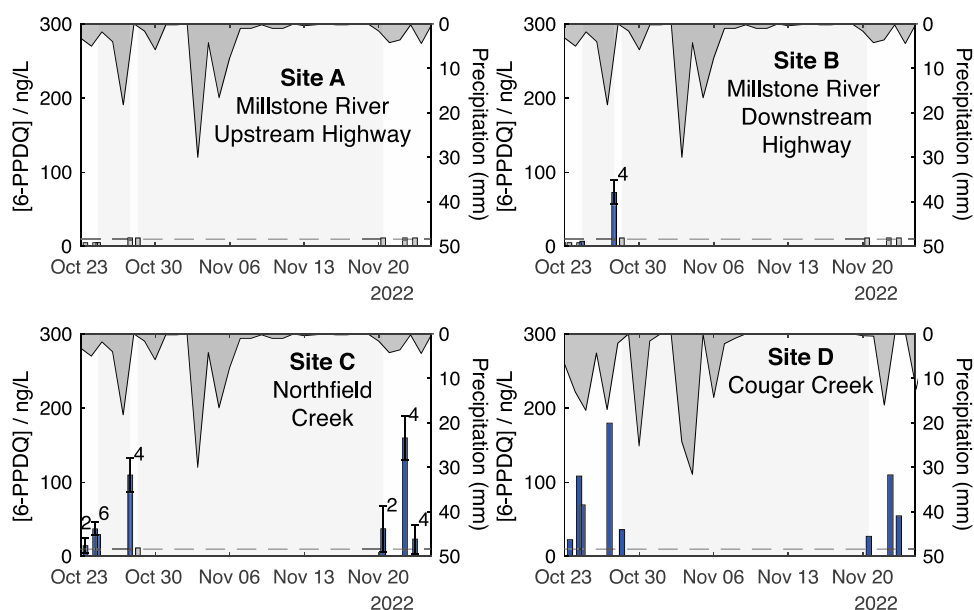 300
200
100
0
[6-PPDQ] / ng/L
0
10
20
30
40
50
Precipitation (mm)
Site A
Millstone River
Upstream Highway
Oct 23
Oct 30
Nov 06
Nov 13
Nov 20
2022
300
200
100
0
[6-PPDQ] / ng/L
0
10
20
30
40
50
Precipitation (mm)
Site B
Millstone River
Downstream
Highway
4
Oct 23
Oct 30
Nov 06
Nov 13
Nov 20
2022
300
200
100
0
[6-PPDQ] / ng/L
0
10
20
30
40
50
Precipitation (mm)
Site C
Northfield
Creek
2
6
4
2
4
4
Oct 23
Oct 30
Nov 06
Nov 13
Nov 20
2022
300
200
100
0
[6-PPDQ] / ng/L
0
10
20
30
40
50
Precipitation (mm)
Site D
Cougar Creek
Oct 23
Oct 30
Nov 06
Nov 13
Nov 20
2022